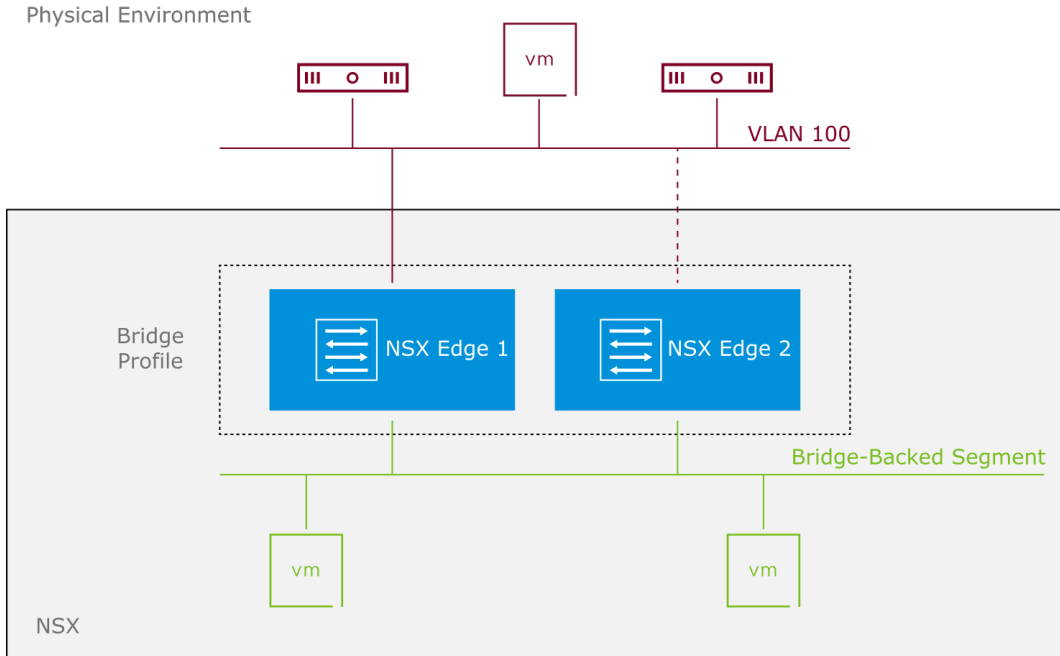 Physical Environment
vm
VLAN 100
Bridge
Profile
NSX Edge 1
NSX Edge 2
Bridge-Backed Segment
vm
vm
NSX